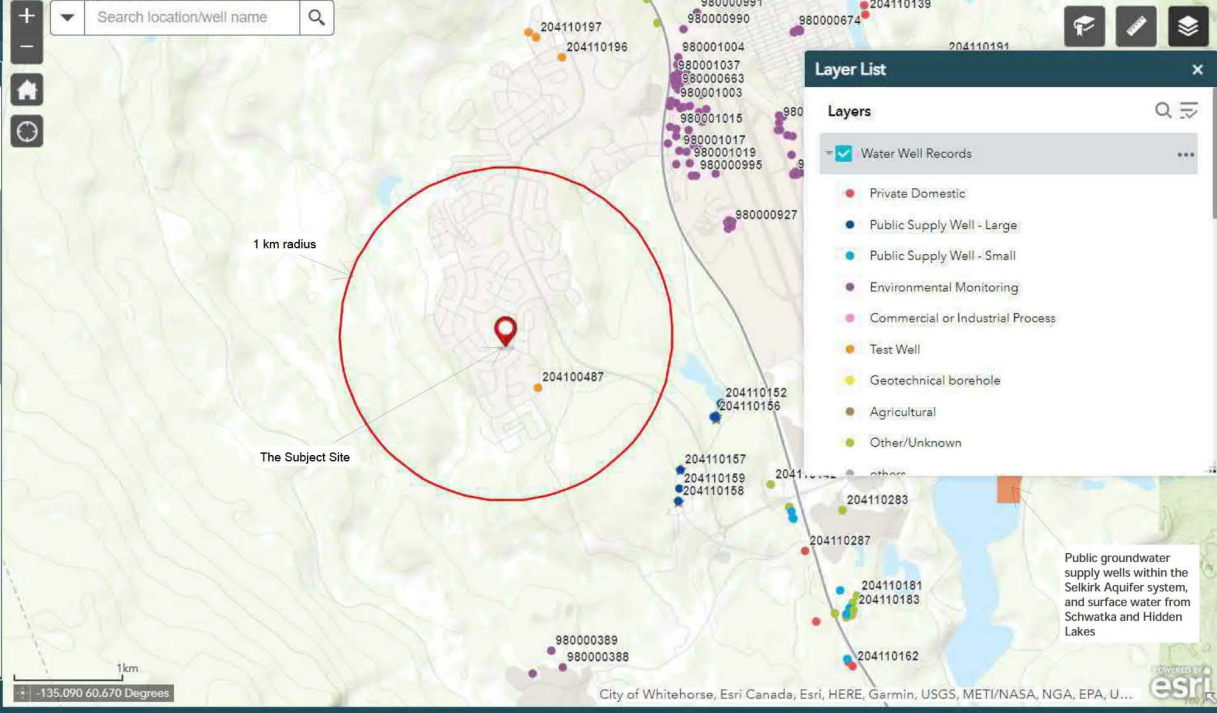 +
Search location/well name
−
204110197
204110196
980000991
980000990
980000674
204110139
204110191
980001004
980001037
980000663
980001003
980001015
980001017
980001019
980000995
980000927
Layer List
×
Layers
Water Well Records
Private Domestic
Public Supply Well - Large
Public Supply Well - Small
Environmental Monitoring
Commercial or Industrial Process
Test Well
Geotechnical borehole
Agricultural
Other/Unknown
others
1 km radius
204100487
The Subject Site
204110152
204110156
204110157
204110159
204110158
204110283
204110287
204110181
204110183
204110162
Public groundwater
supply wells within the
Selkirk Aquifer system,
and surface water from
Schwatka and Hidden
Lakes
980000389
980000388
1km
-135.090 60.670 Degrees
City of Whitehorse, Esri Canada, Esri, HERE, Garmin, USGS, METI/NASA, NGA, EPA, U...
POWERED BY
esri